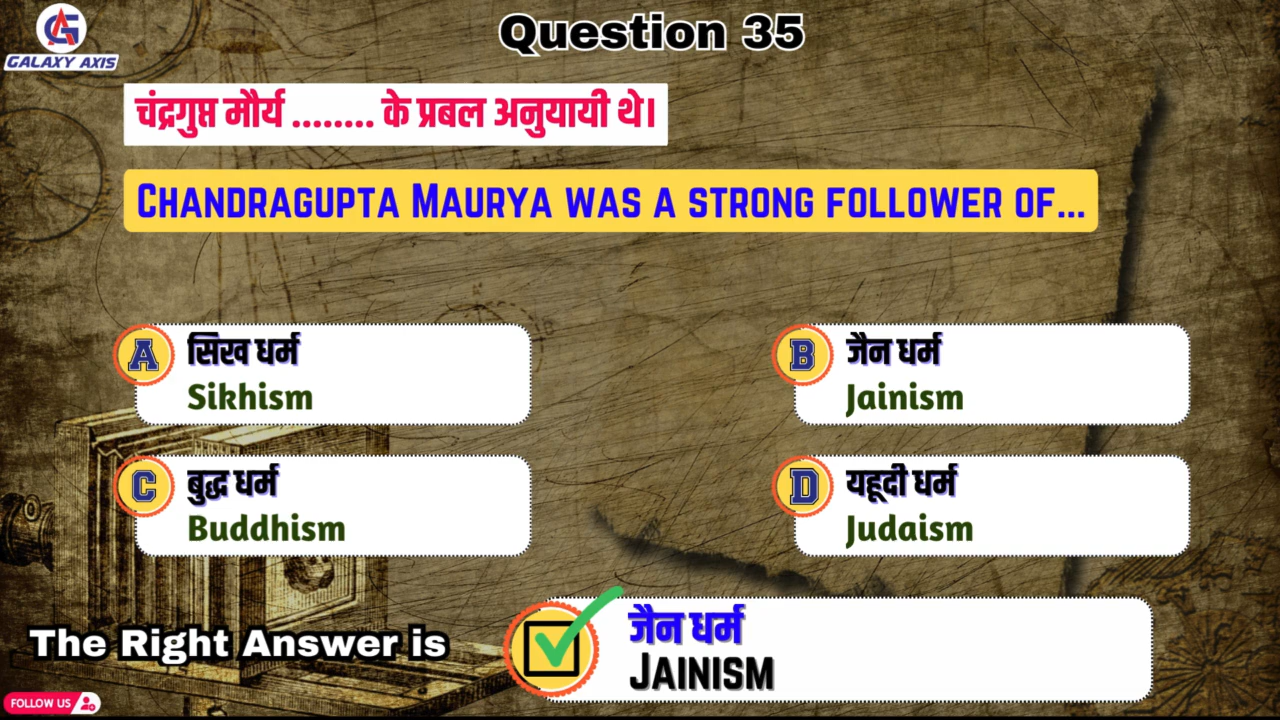 Question 35
GALAXY AXIS
चंद्रगुप्त मौर्य ........ के प्रबल अनुयायी थे।
CHANDRAGUPTA MAURYA WAS A STRONG FOLLOWER OF...
A सिख धर्म
Sikhism
B जैन धर्म
Jainism
C बुद्ध धर्म
Buddhism
D यहूदी धर्म
Judaism
The Right Answer is
जैन धर्म
JAINISM
FOLLOW US